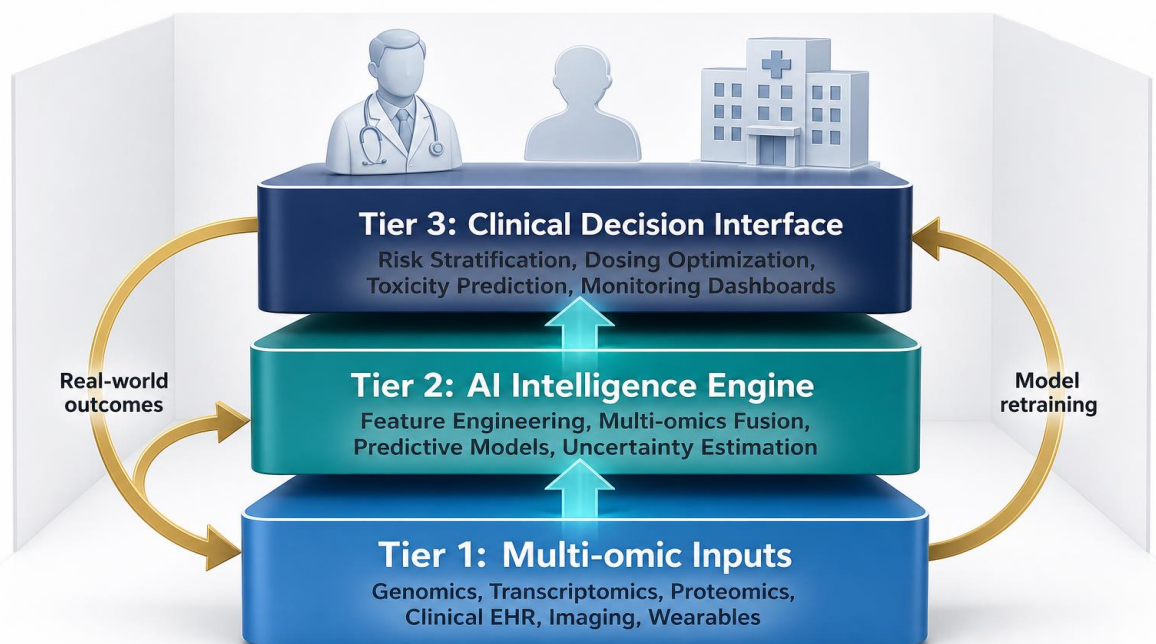 Tier 3: Clinical Decision Interface
Risk Stratification, Dosing Optimization,
Toxicity Prediction, Monitoring Dashboards
Real-world
outcomes
Tier 2: AI Intelligence Engine
Feature Engineering, Multi-omics Fusion,
Predictive Models, Uncertainty Estimation
Model
retraining
Tier 1: Multi-omic Inputs
Genomics, Transcriptomics, Proteomics,
Clinical EHR, Imaging, Wearables